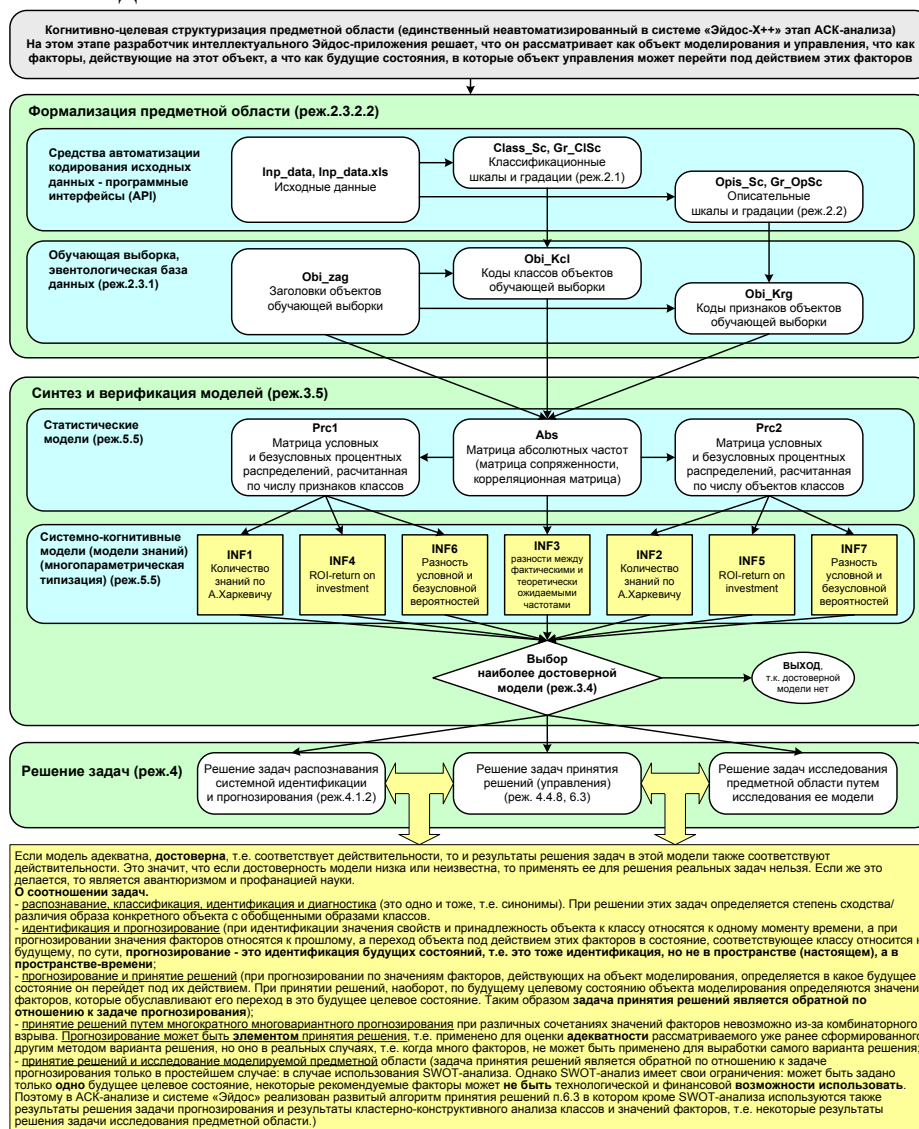 Когнитивно-целевая структуризация предметной области (единственный неавтоматизированный в системе «Эйдос-Х++» этап АСК-анализа)
На этом этапе разработчик интеллектуального Эйдос-приложения решает, что он рассматривает как объект моделирования и управления, что как
факторы, действующие на этот объект, а что как будущие состояния, в которые объект управления может перейти под действием этих факторов
Формализация предметной области (реж.2.3.2.2)
Средства автоматизации
кодирования исходных
данных - программные
интерфейсы (API)
Inp_data, Inp_data.xls
Исходные данные
Class_Sc, Gr_ClSc
Классификационные
шкалы и градации (реж.2.1)
Opis_Sc, Gr_OpSc
Описательные
шкалы и градации (реж.2.2)
Обучающая выборка,
эвентологическая база
данных (реж.2.3.1)
Obi_zag
Заголовки объектов
обучающей выборки
Obi_Kcl
Коды классов объектов
обучающей выборки
Obi_Krg
Коды признаков объектов
обучающей выборки
Синтез и верификация моделей (реж.3.5)
Статистические
модели (реж.5.5)
Prc1
Матрица условных
и безусловных процентных
распределений, расчитанная
по числу признаков классов
Abs
Матрица абсолютных частот
(матрица сопряженности,
корреляционная матрица)
Prc2
Матрица условных
и безусловных процентных
распределений, расчитанная
по числу объектов классов
Системно-когнитивные
модели (модели знаний)
(многопараметрическая
типизация) (реж.5.5)
INF1
Количество
знаний по
А.Харкевичу
INF4
ROI-return on
investment
INF6
Разность
условной и
безусловной
вероятностей
INF3
разности между
фактическими и
теоретически
ожидаемыми
частотами
INF2
Количество
знаний по
А.Харкевичу
INF5
ROI-return on
investment
INF7
Разность
условной и
безусловной
вероятностей
Выбор
наиболее достоверной
модели (реж.3.4)
ВЫХОД,
т.к. достоверной
модели нет
Решение задач (реж.4)
Решение задач распознавания
системной идентификации
и прогнозирования (реж.4.1.2)
Решение задач принятия
решений (управления)
(реж. 4.4.8, 6.3)
Решение задач исследования
предметной области путем
исследования ее модели
Если модель адекватна, достоверна, т.е. соответствует действительности, то и результаты решения задач в этой модели также соответствуют
действительности. Это значит, что если достоверность модели низка или неизвестна, то применять ее для решения реальных задач нельзя. Если же это
делается, то является авантюризмом и профанацией науки.
О соотношении задач.
- распознавание, классификация, идентификация и диагностика (это одно и тоже, т.е. синонимы). При решении этих задач определяется степень сходства/
различия образа конкретного объекта с обобщенными образами классов.
- идентификация и прогнозирование (при идентификации значения свойств и принадлежность объекта к классу относятся к одному моменту времени, а при
прогнозировании значения факторов относятся к прошлому, а переход объекта под действием этих факторов в состояние, соответствующее классу относится к
будущему, по сути, прогнозирование - это идентификация будущих состояний, т.е. это тоже идентификация, но не в пространстве (настоящем), а в
пространстве-времени;
- прогнозирование и принятие решений (при прогнозировании по значениям факторов, действующих на объект моделирования, определяется в какое будущее
состояние он перейдет под их действием. При принятии решений, наоборот, по будущему целевому состоянию объекта моделирования определяются значения
факторов, которые обуславливают его переход в это будущее целевое состояние. Таким образом задача принятия решений является обратной по
отношению к задаче прогнозирования);
- принятие решений путем многократного многовариантного прогнозирования при различных сочетаниях значений факторов невозможно из-за комбинаторного
взрыва. Прогнозирование может быть элементом принятия решения, т.е. применено для оценки адекватности рассматриваемого уже ранее сформированного
другим методом варианта решения, но оно в реальных случаях, т.е. когда много факторов, не может быть применено для выработки самого варианта решения;
- принятие решений и исследование моделируемой предметной области (задача принятия решений является обратной по отношению к задаче
прогнозирования только в простейшем случае: в случае использования SWOT-анализа. Однако SWOT-анализ имеет свои ограничения: может быть задано
только одно будущее целевое состояние, некоторые рекомендуемые факторы может не быть технологической и финансовой возможности использовать.
Поэтому в АСК-анализе и системе «Эйдос» реализован развитый алгоритм принятия решений п.6.3 в котором кроме SWOT-анализа используются также
результаты решения задачи прогнозирования и результаты кластерно-конструктивного анализа классов и значений факторов, т.е. некоторые результаты
решения задачи исследования предметной области.)